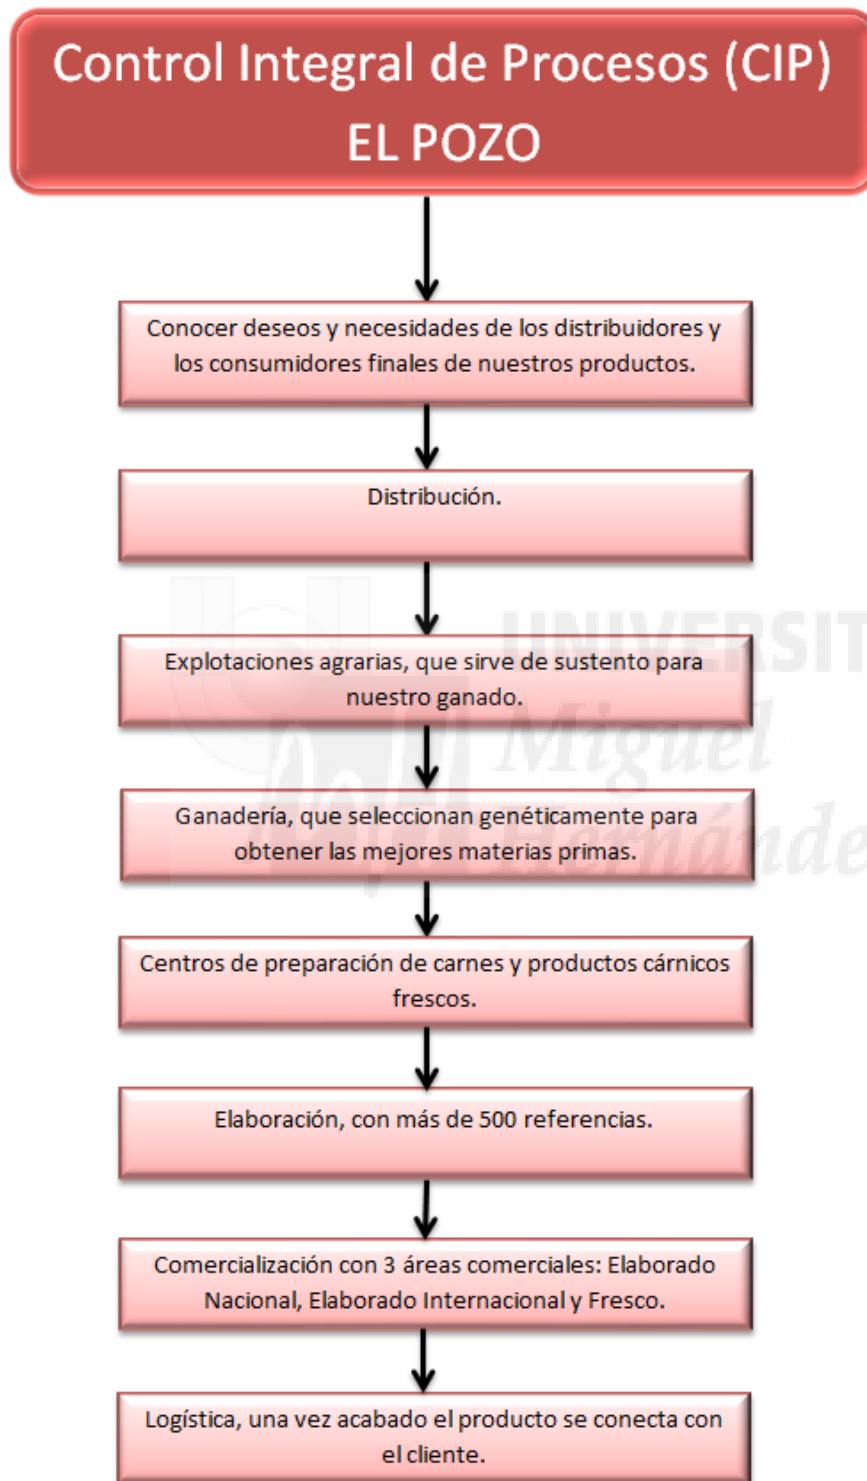 Control Integral de Procesos (CIP)
EL POZO
Conocer deseos y necesidades de los distribuidores y
los consumidores finales de nuestros productos.
Distribución.
Explotaciones agrarias, que sirve de sustento para
nuestro ganado.
UNIVERSIT
Miguel
Ganadería, que seleccionan genéticamente para
obtener las mejores materias primas.
Hernánde
Centros de preparación de carnes y productos cárnicos
frescos.
Elaboración, con más de 500 referencias.
Comercialización con 3 áreas comerciales: Elaborado
Nacional, Elaborado Internacional y Fresco.
Logística, una vez acabado el producto se conecta con
el cliente.